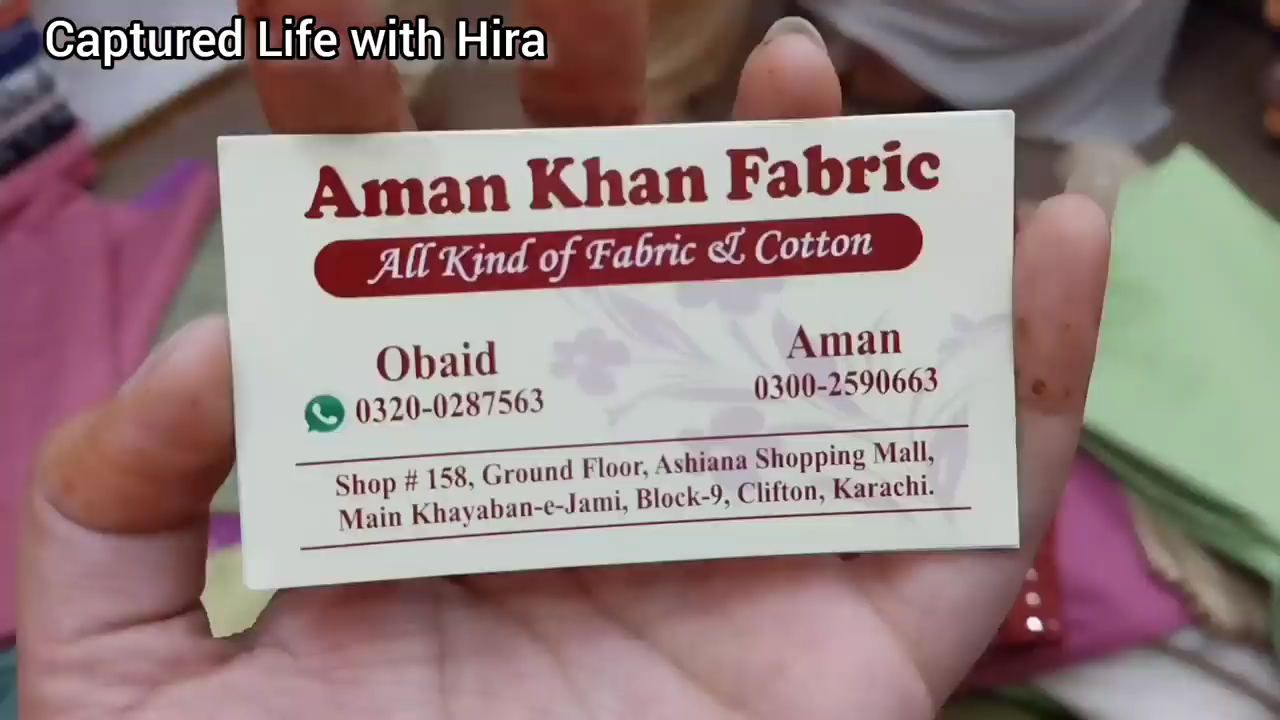 Captured Life with Hira
Aman Khan Fabric
All Kind of Fabric & Cotton
Obaid
0320-0287563
Aman
0300-2590663
Shop # 158, Ground Floor, Ashiana Shopping Mall,
Main Khayaban-e-Jami, Block-9, Clifton, Karachi.